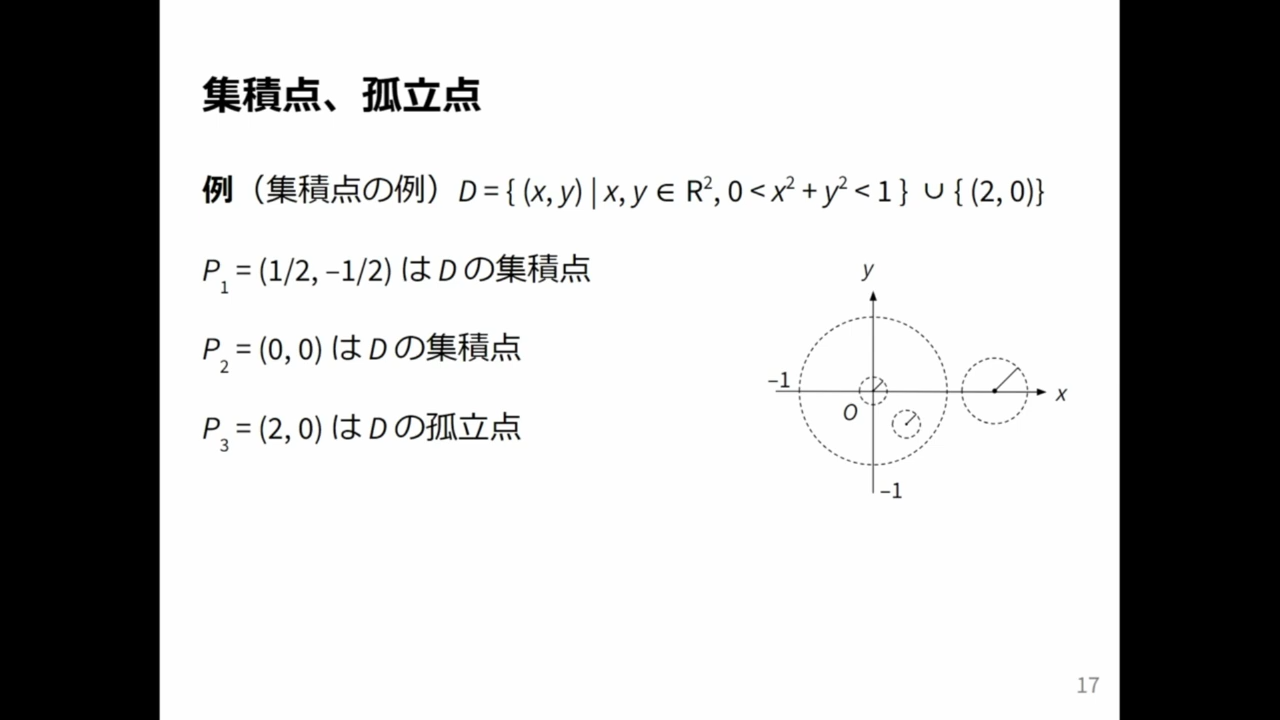 集積点、孤立点
例（集積点の例）D = { (x, y) | x, y ∈ R², 0 < x² + y² < 1 } ∪ { (2, 0)}
P₁ = (1/2, –1/2) は D の集積点
P₂ = (0, 0) は D の集積点
P₃ = (2, 0) は D の孤立点
y
–1
x
O
–1
17